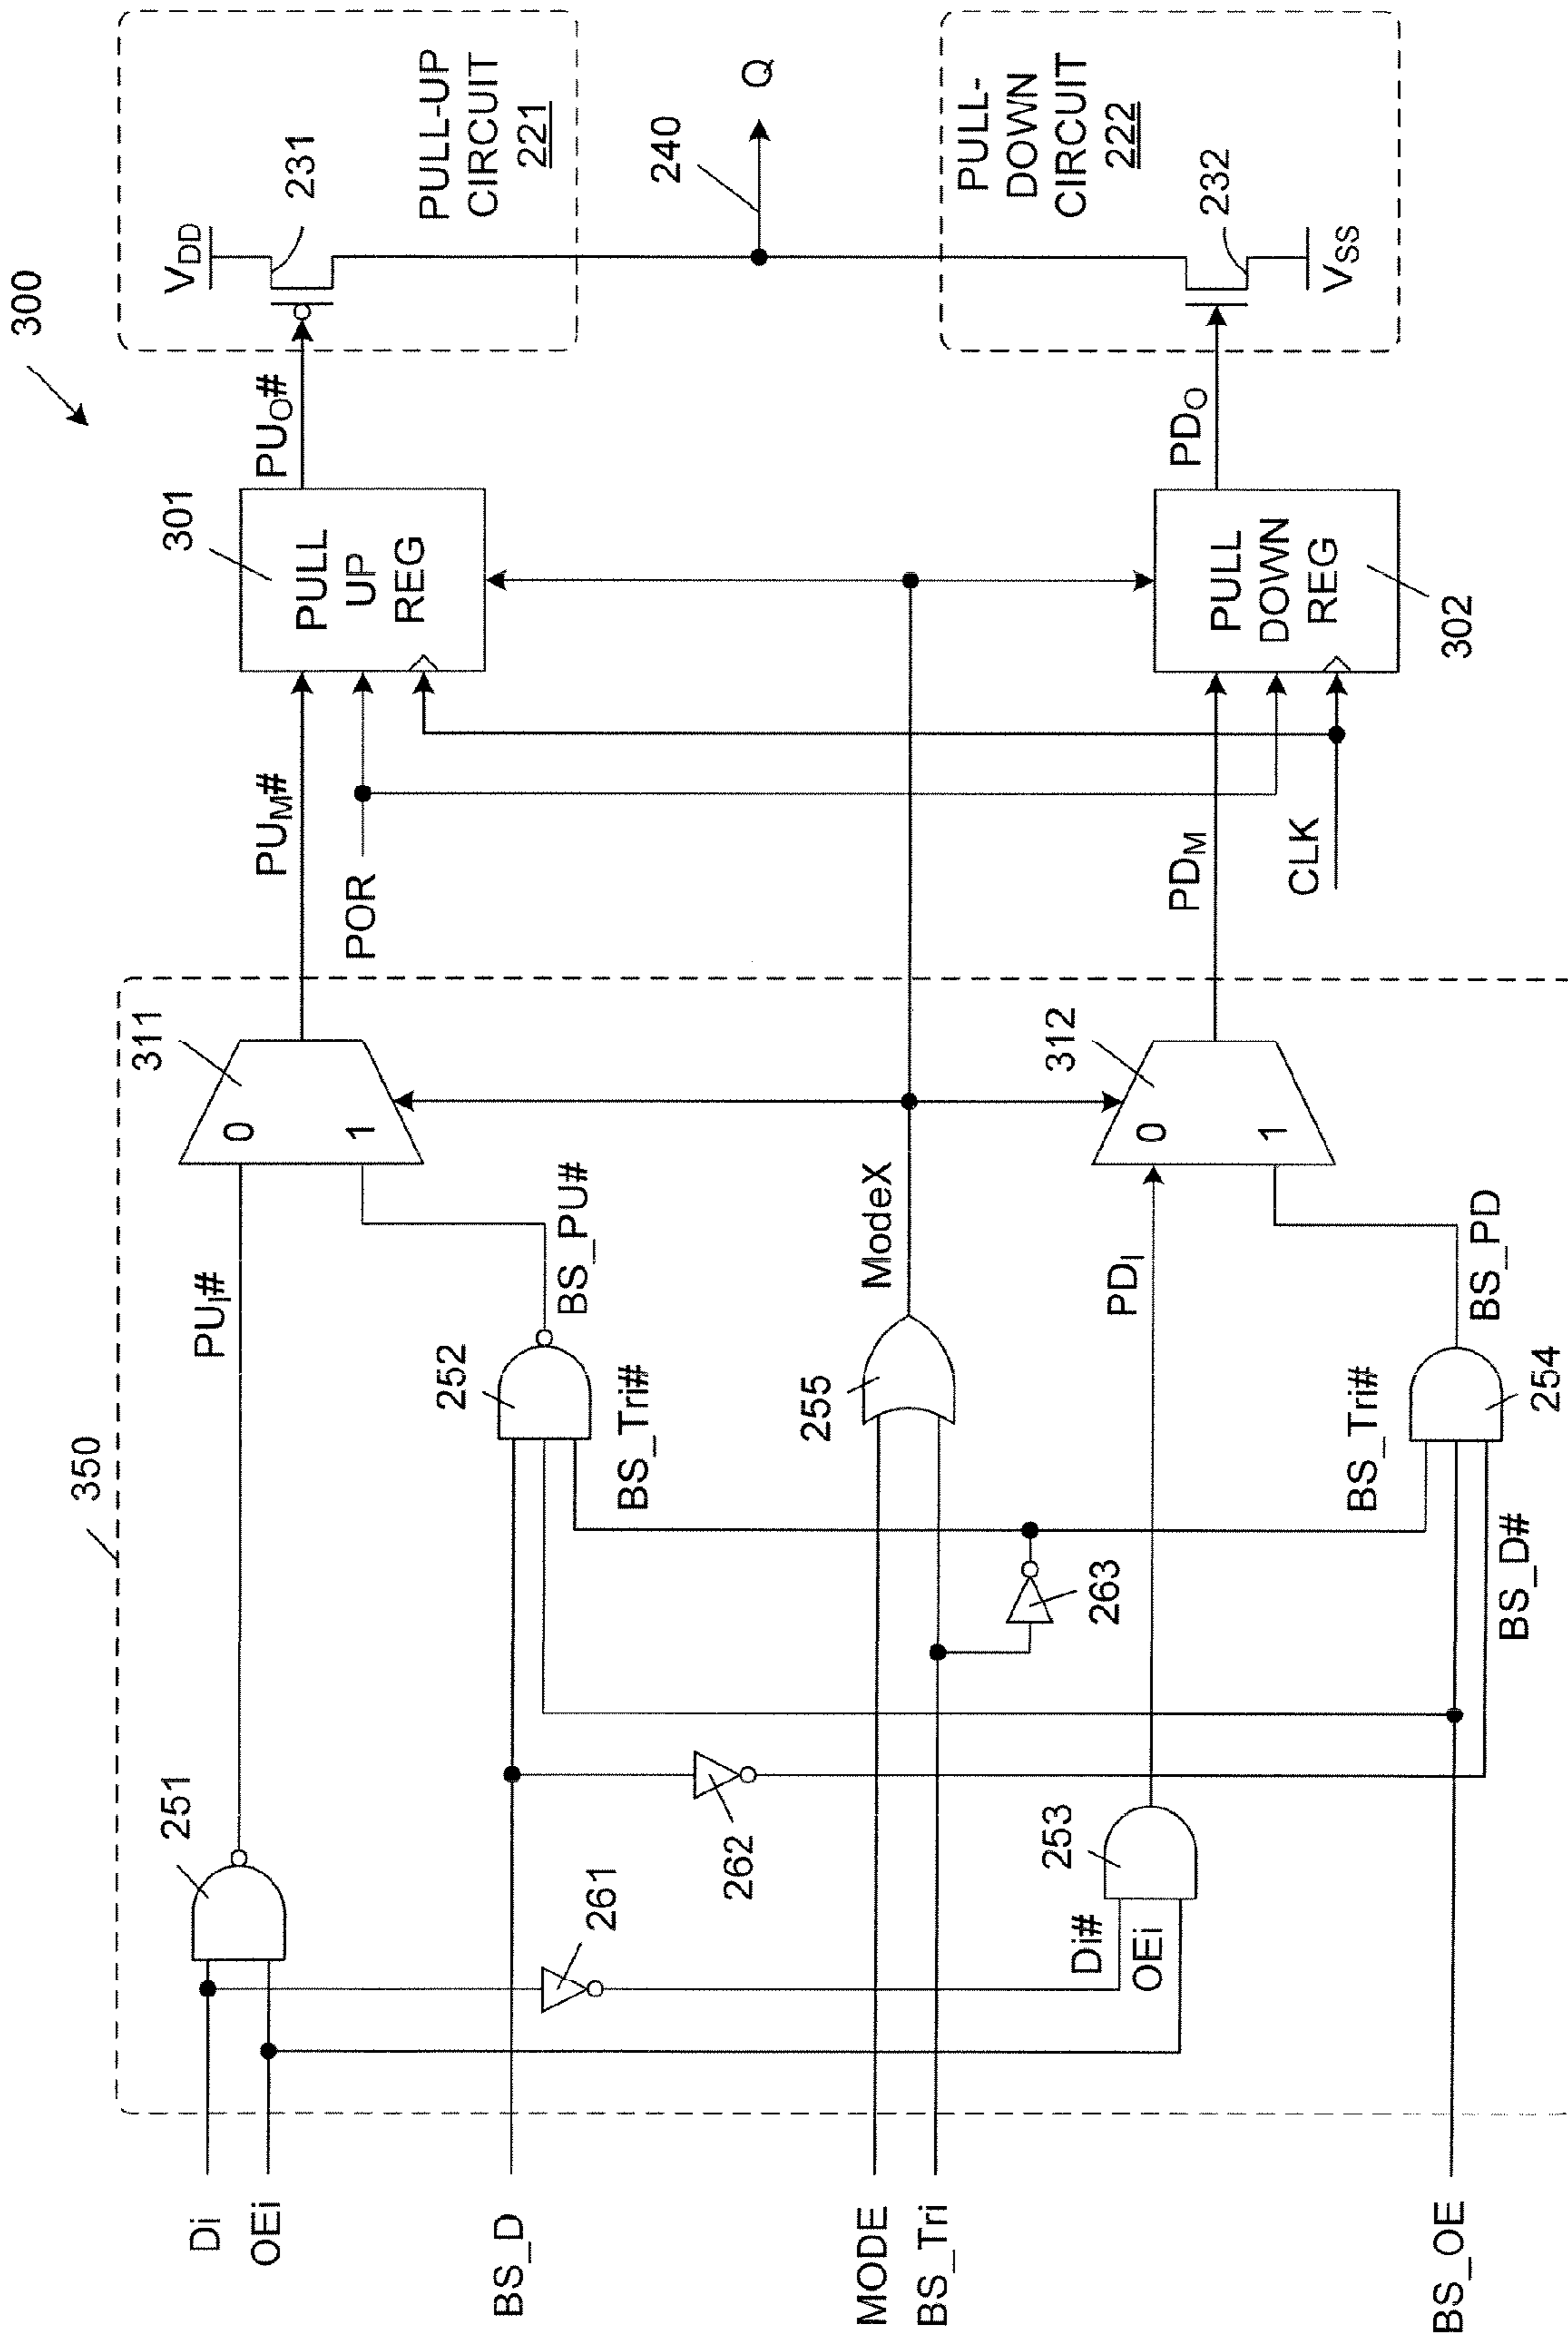 300
350
Di
OEi
BS_D
MODE
BS_Tri
BS_OE
251
261
262
Di#
OEi
253
263
PU_I#
252
BS_Tri#
BS_PU#
255
ModeX
PD_I
BS_Tri#
BS_D#
254
BS_PD
311
0
1
312
0
1
PU_M#
POR
PD_M
CLK
301
PULL
UP
REG
PULL
DOWN
REG
302
PU_O#
PD_O
V_DD
231
PULL-UP
CIRCUIT
221
240
Q
PULL-
DOWN
CIRCUIT
222
232
V_SS